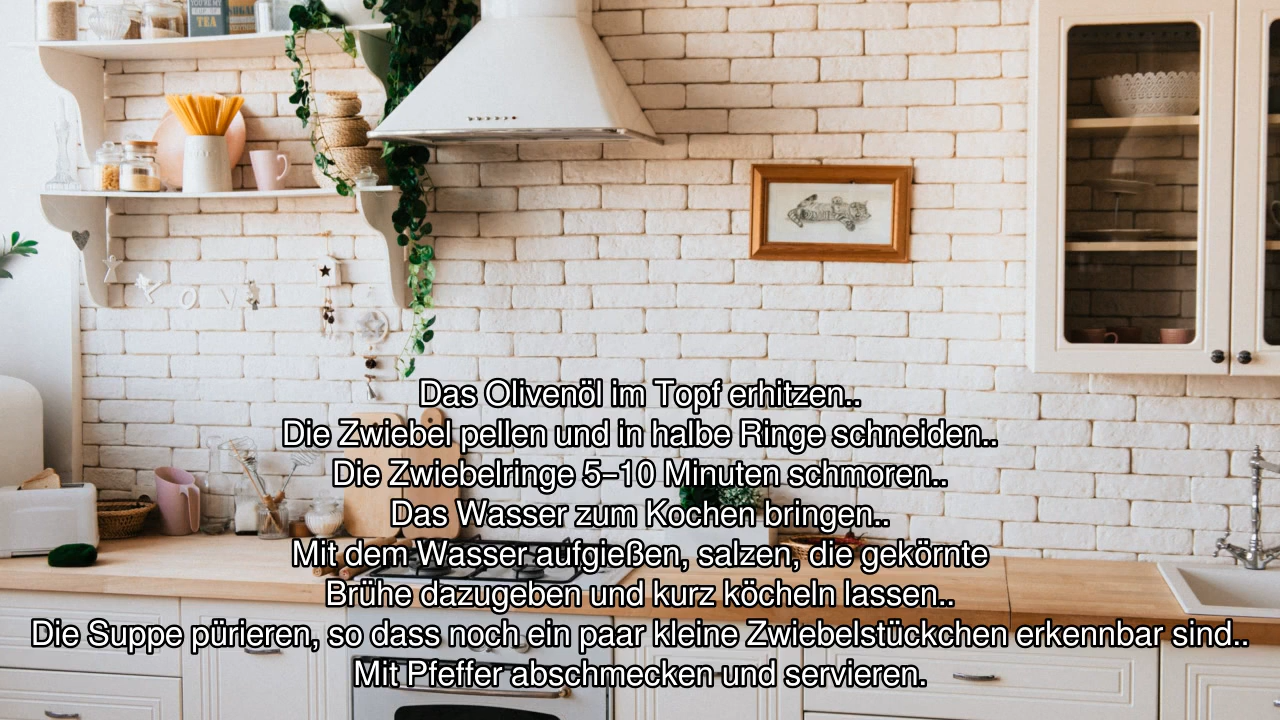 TEA
SUGAR
Das Olivenöl im Topf erhitzen..
Die Zwiebel pellen und in halbe Ringe schneiden..
Die Zwiebelringe 5–10 Minuten schmoren..
Das Wasser zum Kochen bringen..
Mit dem Wasser aufgießen, salzen, die gekörnte
Brühe dazugeben und kurz köcheln lassen..
Die Suppe pürieren, so dass noch ein paar kleine Zwiebelstückchen erkennbar sind..
Mit Pfeffer abschmecken und servieren.